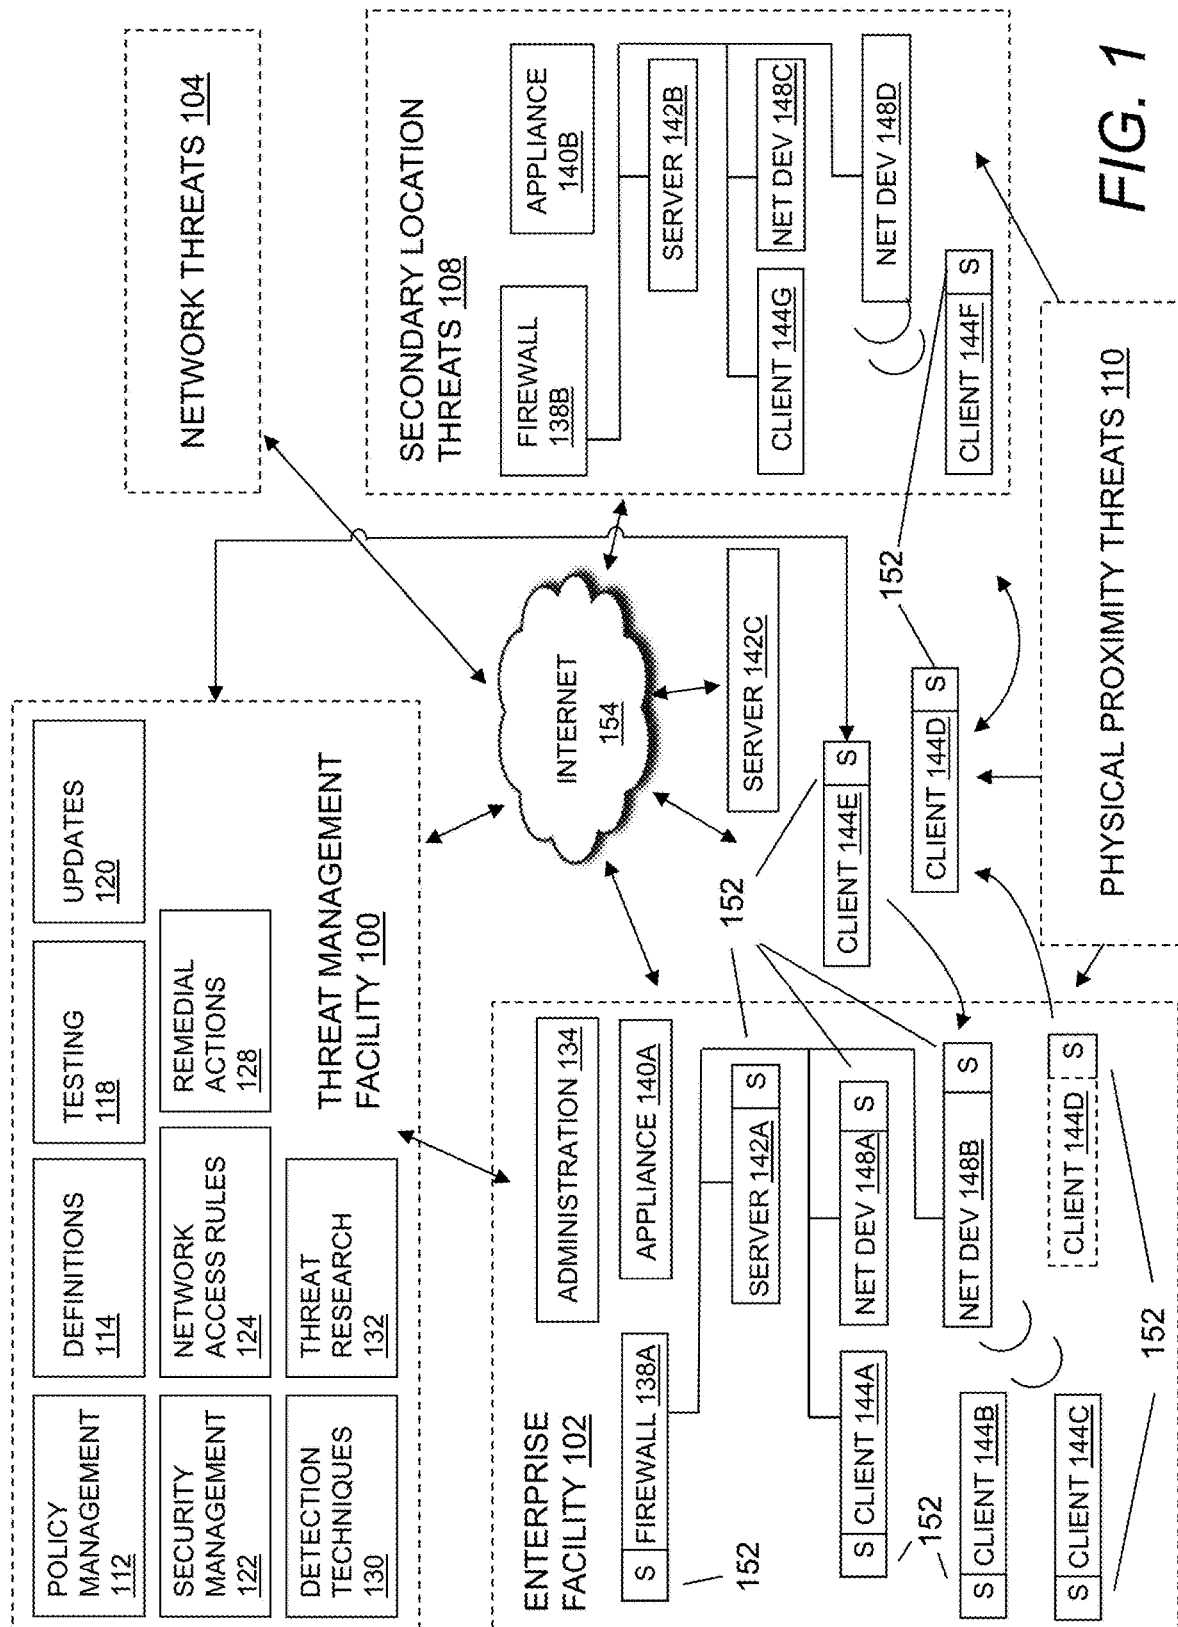 POLICY
MANAGEMENT
112
DEFINITIONS
114
TESTING
118
UPDATES
120
SECURITY
MANAGEMENT
122
NETWORK
ACCESS RULES
124
REMEDIAL
ACTIONS
128
DETECTION
TECHNIQUES
130
THREAT
RESEARCH
132
THREAT MANAGEMENT
FACILITY 100
NETWORK THREATS 104
INTERNET
154
SECONDARY LOCATION
THREATS 108
FIREWALL
138B
APPLIANCE
140B
SERVER 142B
CLIENT 144G
NET DEV 148C
NET DEV 148D
CLIENT 144F
S
ENTERPRISE
FACILITY 102
ADMINISTRATION 134
S
FIREWALL 138A
APPLIANCE 140A
152
SERVER 142A
S
152
S
CLIENT 144A
NET DEV 148A
S
152
NET DEV 148B
S
S
CLIENT 144B
S
CLIENT 144C
CLIENT 144D
S
152
SERVER 142C
CLIENT 144E
S
152
CLIENT 144D
S
PHYSICAL PROXIMITY THREATS 110
FIG. 1